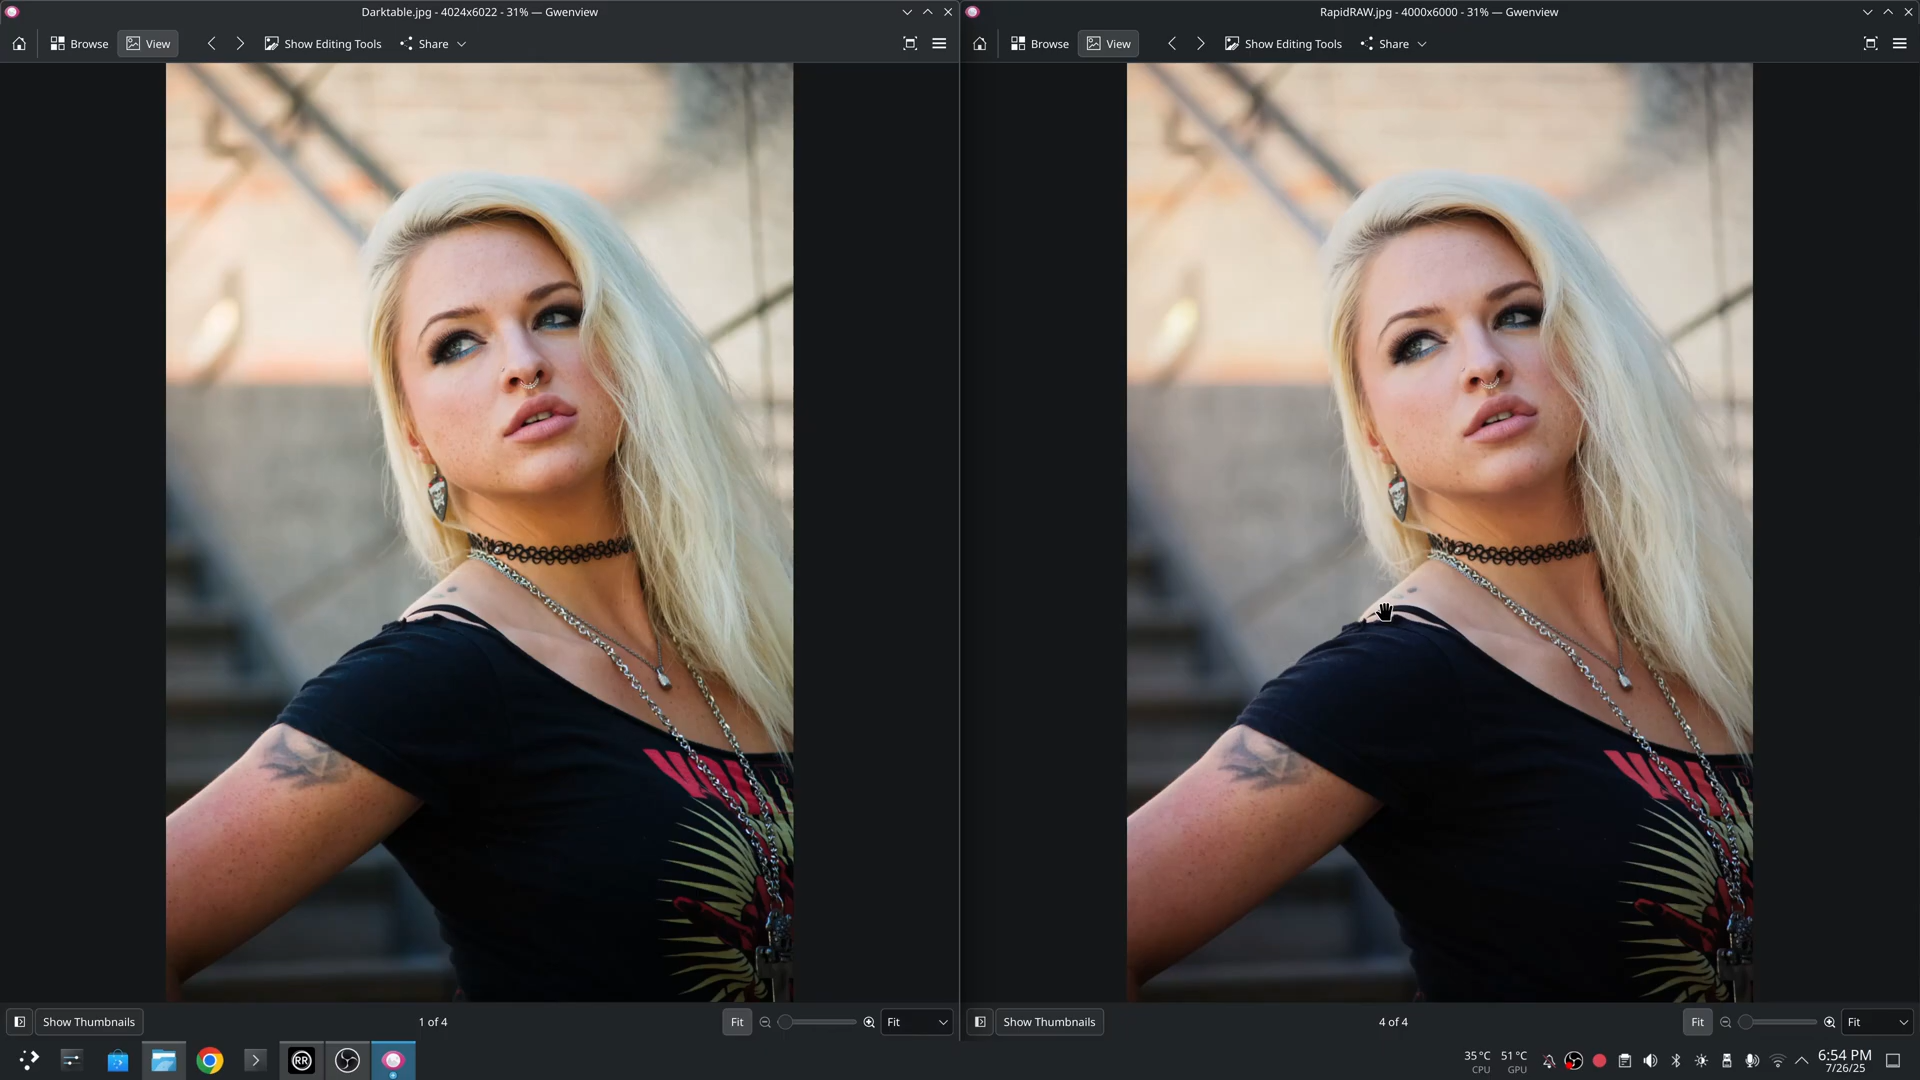 Darktable.jpg - 4024x6022 - 31% — Gwenview
Browse View Show Editing Tools Share
RapidRAW.jpg - 4000x6000 - 31% — Gwenview
Browse View Show Editing Tools Share
Show Thumbnails 1 of 4 Fit Fit
Show Thumbnails 4 of 4 Fit Fit
RR
35°C 51°C
CPU GPU
6:54 PM
7/26/25